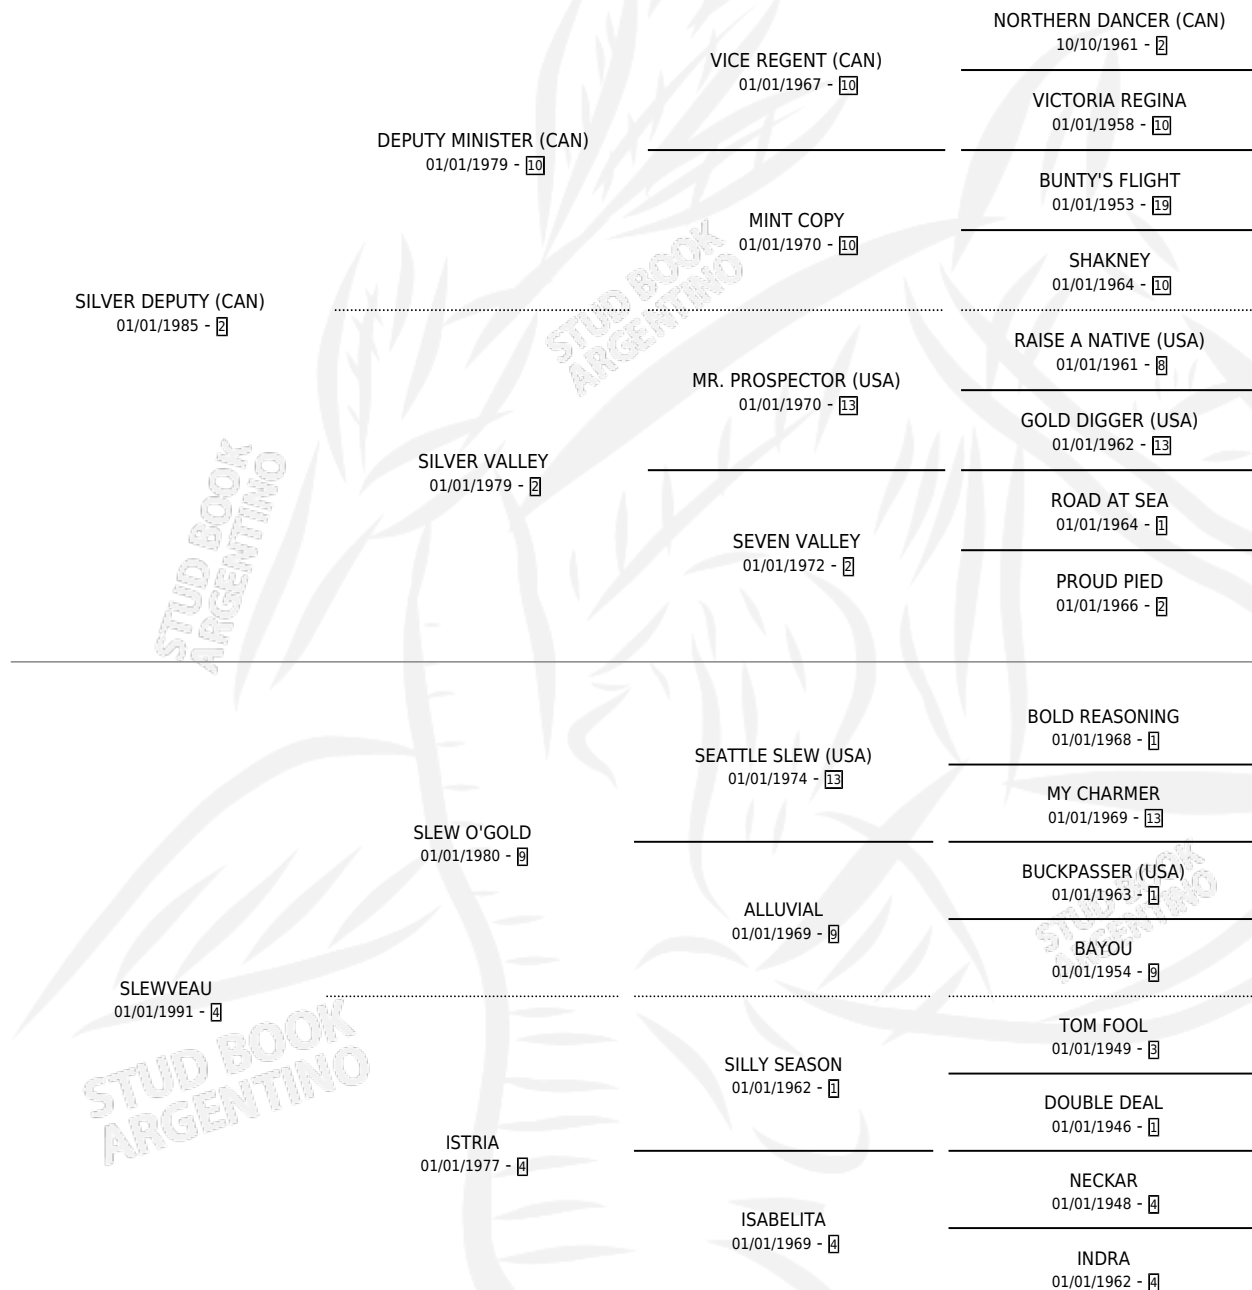 NORTHERN DANCER (CAN)
10/10/1961 - 2
VICE REGENT (CAN)
01/01/1967 - 10
VICTORIA REGINA
01/01/1958 - 10
DEPUTY MINISTER (CAN)
01/01/1979 - 10
BUNTY'S FLIGHT
01/01/1953 - 19
MINT COPY
01/01/1970 - 10
SHAKNEY
01/01/1964 - 10
SILVER DEPUTY (CAN)
01/01/1985 - 2
STUD BOOK
ARGENTINO
RAISE A NATIVE (USA)
01/01/1961 - 8
MR. PROSPECTOR (USA)
01/01/1970 - 13
GOLD DIGGER (USA)
01/01/1962 - 13
SILVER VALLEY
01/01/1979 - 2
ROAD AT SEA
01/01/1964 - 1
SEVEN VALLEY
01/01/1972 - 2
PROUD PIED
01/01/1966 - 2
STUD BOOK
ARGENTINO
BOLD REASONING
01/01/1968 - 1
SEATTLE SLEW (USA)
01/01/1974 - 13
MY CHARMER
01/01/1969 - 13
SLEW O'GOLD
01/01/1980 - 9
BUCKPASSER (USA)
01/01/1963 - 1
ALLUVIAL
01/01/1969 - 9
BAYOU
01/01/1954 - 9
STUD BOOK
ARGENTINO
SLEWVEAU
01/01/1991 - 4
STUD BOOK
ARGENTINO
TOM FOOL
01/01/1949 - 3
SILLY SEASON
01/01/1962 - 1
DOUBLE DEAL
01/01/1946 - 1
ISTRIA
01/01/1977 - 4
NECKAR
01/01/1948 - 4
ISABELITA
01/01/1969 - 4
INDRA
01/01/1962 - 4